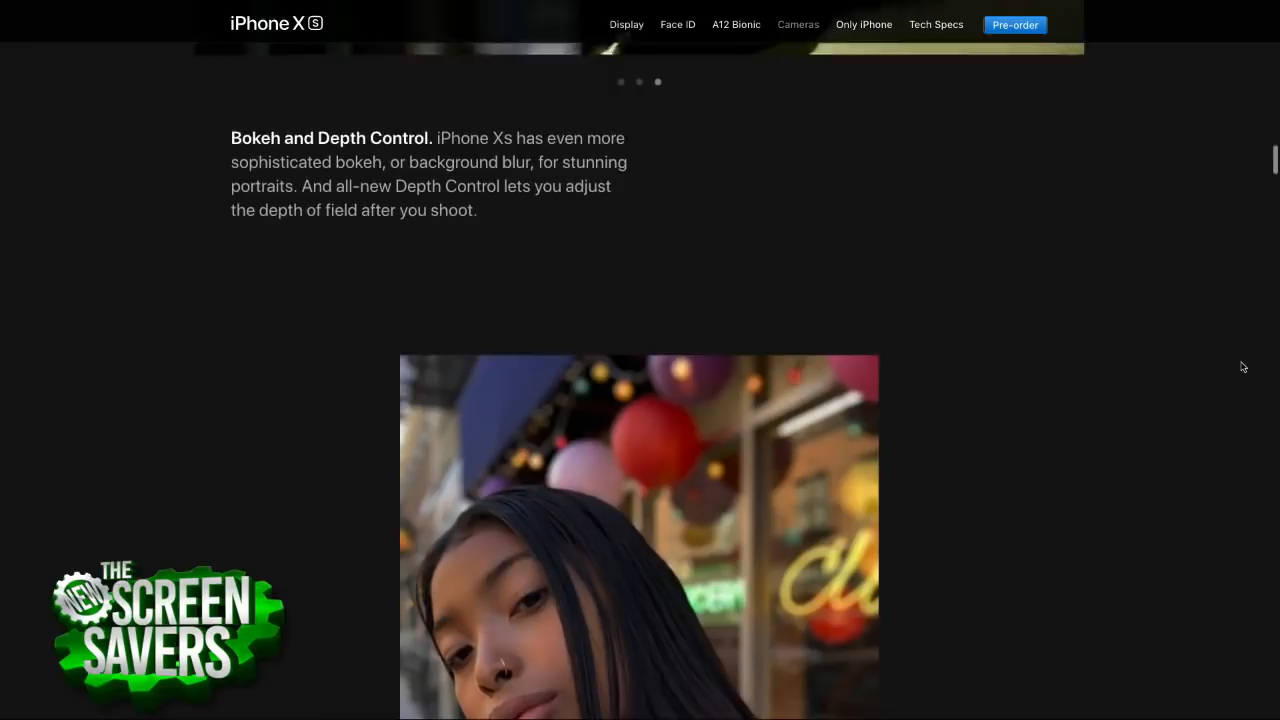 iPhone XS
Display Face ID A12 Bionic Cameras Only iPhone Tech Specs Pre-order
Bokeh and Depth Control. iPhone Xs has even more
sophisticated bokeh, or background blur, for stunning
portraits. And all-new Depth Control lets you adjust
the depth of field after you shoot.
THE
NEW SCREEN
SAVERS